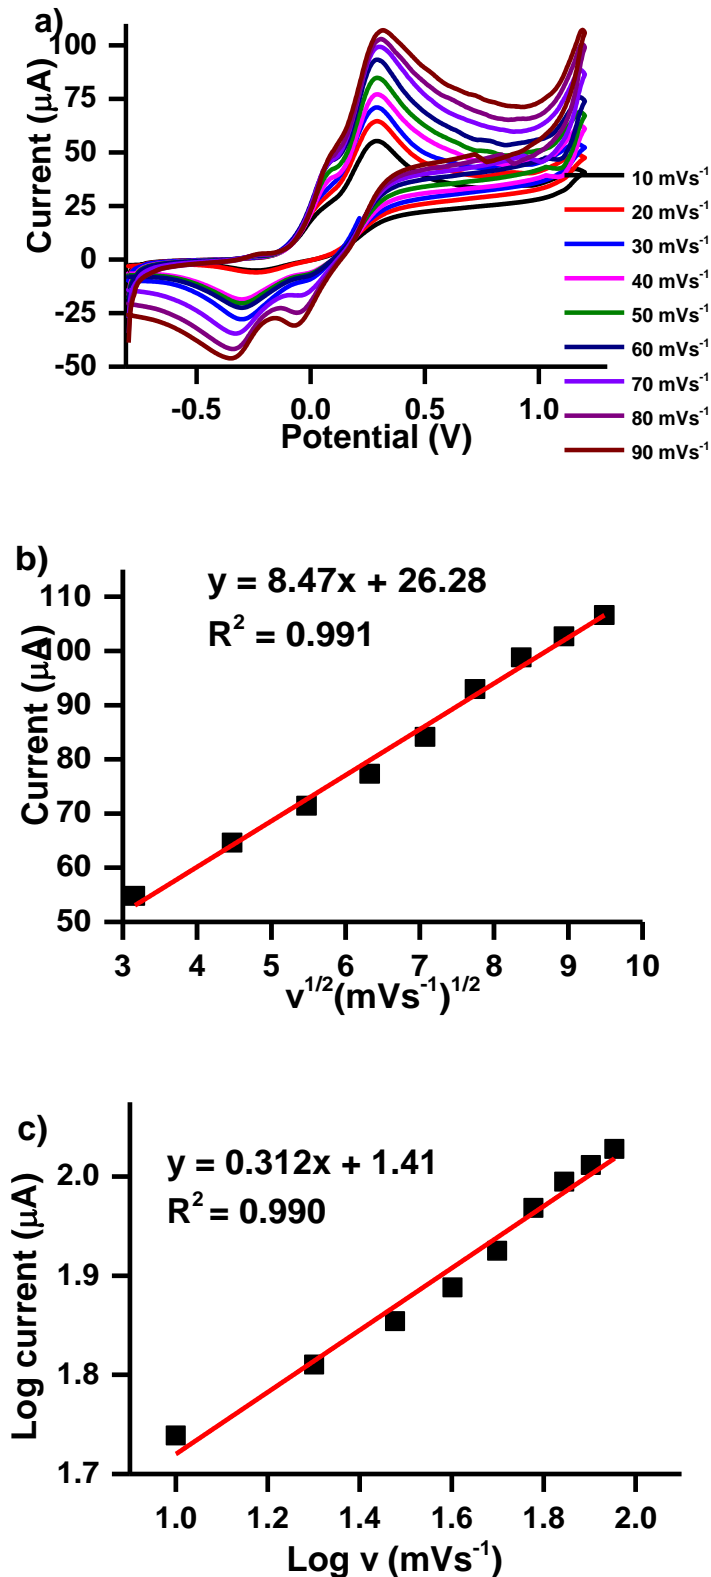 a)
Current (μA)
100
75
50
25
0
-25
-50
-0.5 0.0 0.5 1.0
Potential (V)
10 mVs⁻¹
20 mVs⁻¹
30 mVs⁻¹
40 mVs⁻¹
50 mVs⁻¹
60 mVs⁻¹
70 mVs⁻¹
80 mVs⁻¹
90 mVs⁻¹
b)
y = 8.47x + 26.28
R² = 0.991
Current (μA)
110
100
90
80
70
60
50
3 4 5 6 7 8 9 10
v¹/²(mVs⁻¹)¹/²
c)
y = 0.312x + 1.41
R² = 0.990
Log current (μA)
2.0
1.9
1.8
1.7
1.0 1.2 1.4 1.6 1.8 2.0
Log v (mVs⁻¹)